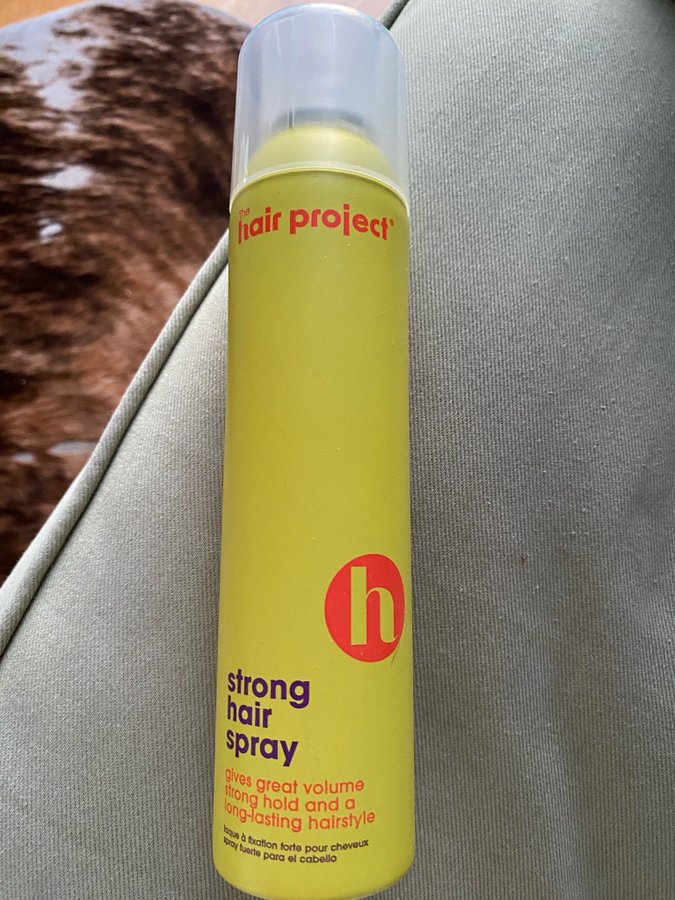 The
hair project®
h
strong
hair
spray
gives great volume
strong hold and a
long-lasting hairstyle
laque à fixation forte pour cheveux
spray fuerte para el cabello